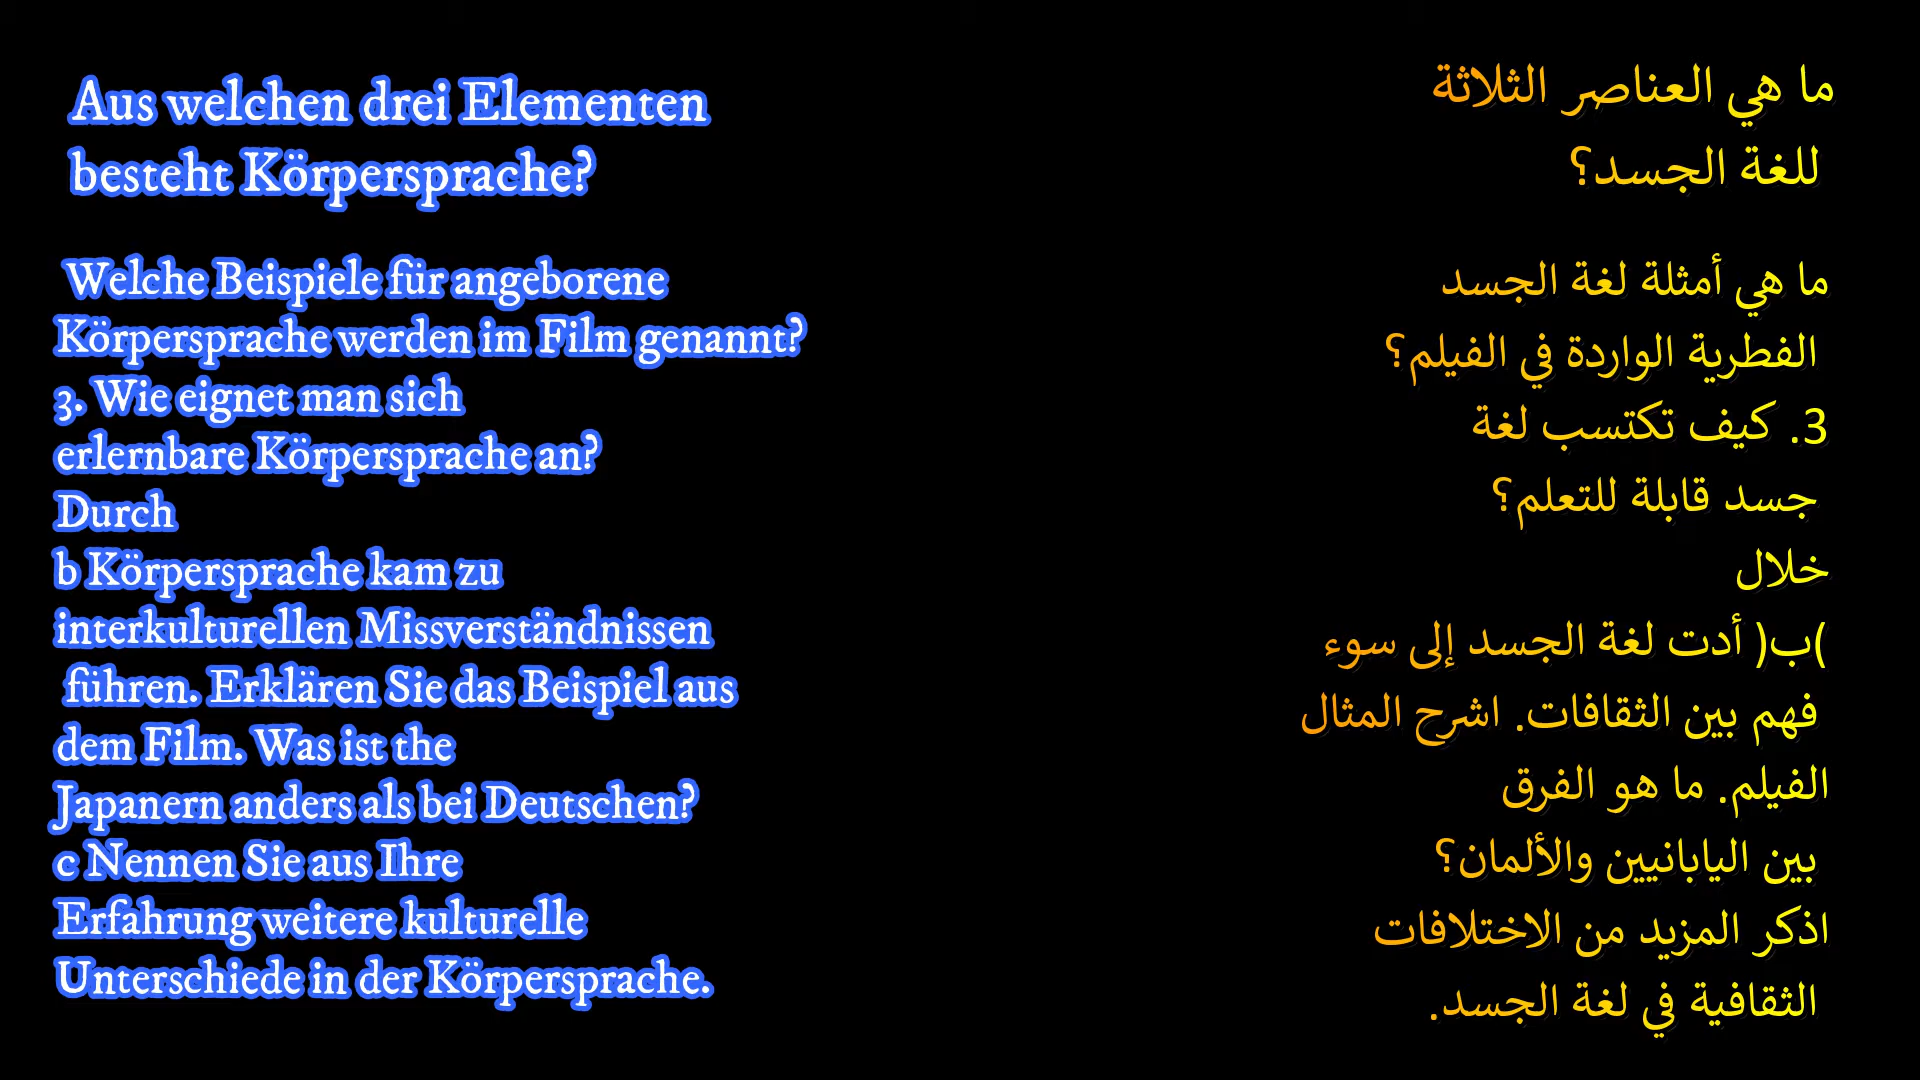 Aus welchen drei Elementen
besteht Körpersprache?
Welche Beispiele für angeborene
Körpersprache werden im Film genannt?
3. Wie eignet man sich
erlernbare Körpersprache an?
Durch
b Körpersprache kam zu
interkulturellen Missverständnissen
führen. Erklären Sie das Beispiel aus
dem Film. Was ist the
Japanern anders als bei Deutschen?
c Nennen Sie aus Ihre
Erfahrung weitere kulturelle
Unterschiede in der Körpersprache.
ما هي العناصر الثلاثة
للغة الجسد؟
ما هي أمثلة لغة الجسد
الفطرية الواردة في الفيلم؟
3. كيف تكتسب لغة
جسد قابلة للتعلم؟
خلال
)ب( أدت لغة الجسد إلى سوء
فهم بين الثقافات. اشرح المثال
الفيلم. ما هو الفرق
بين اليابانيين والألمان؟
اذكر المزيد من الاختلافات
الثقافية في لغة الجسد.